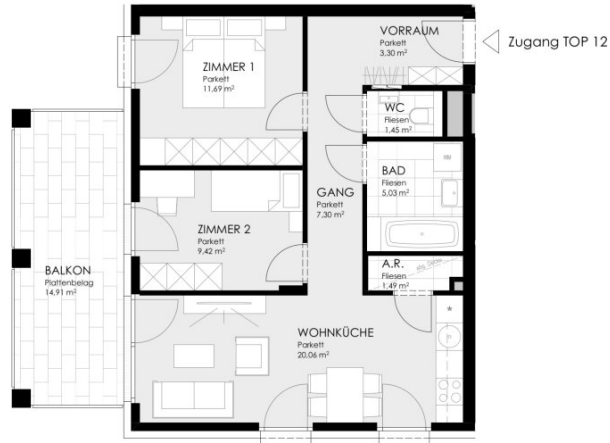 VORRAUM
Parkett
3.30 m²
Zugang TOP 12
ZIMMER 1
Parkett
11.69 m²
WC
Fliesen
1.45 m²
BAD
Fliesen
5.03 m²
WM
GANG
Parkett
7.30 m²
ZIMMER 2
Parkett
9.42 m²
BALKON
Plattenbelag
14.91 m²
A.R.
Fliesen
1.49 m²
WOHNKÜCHE
Parkett
20.06 m²